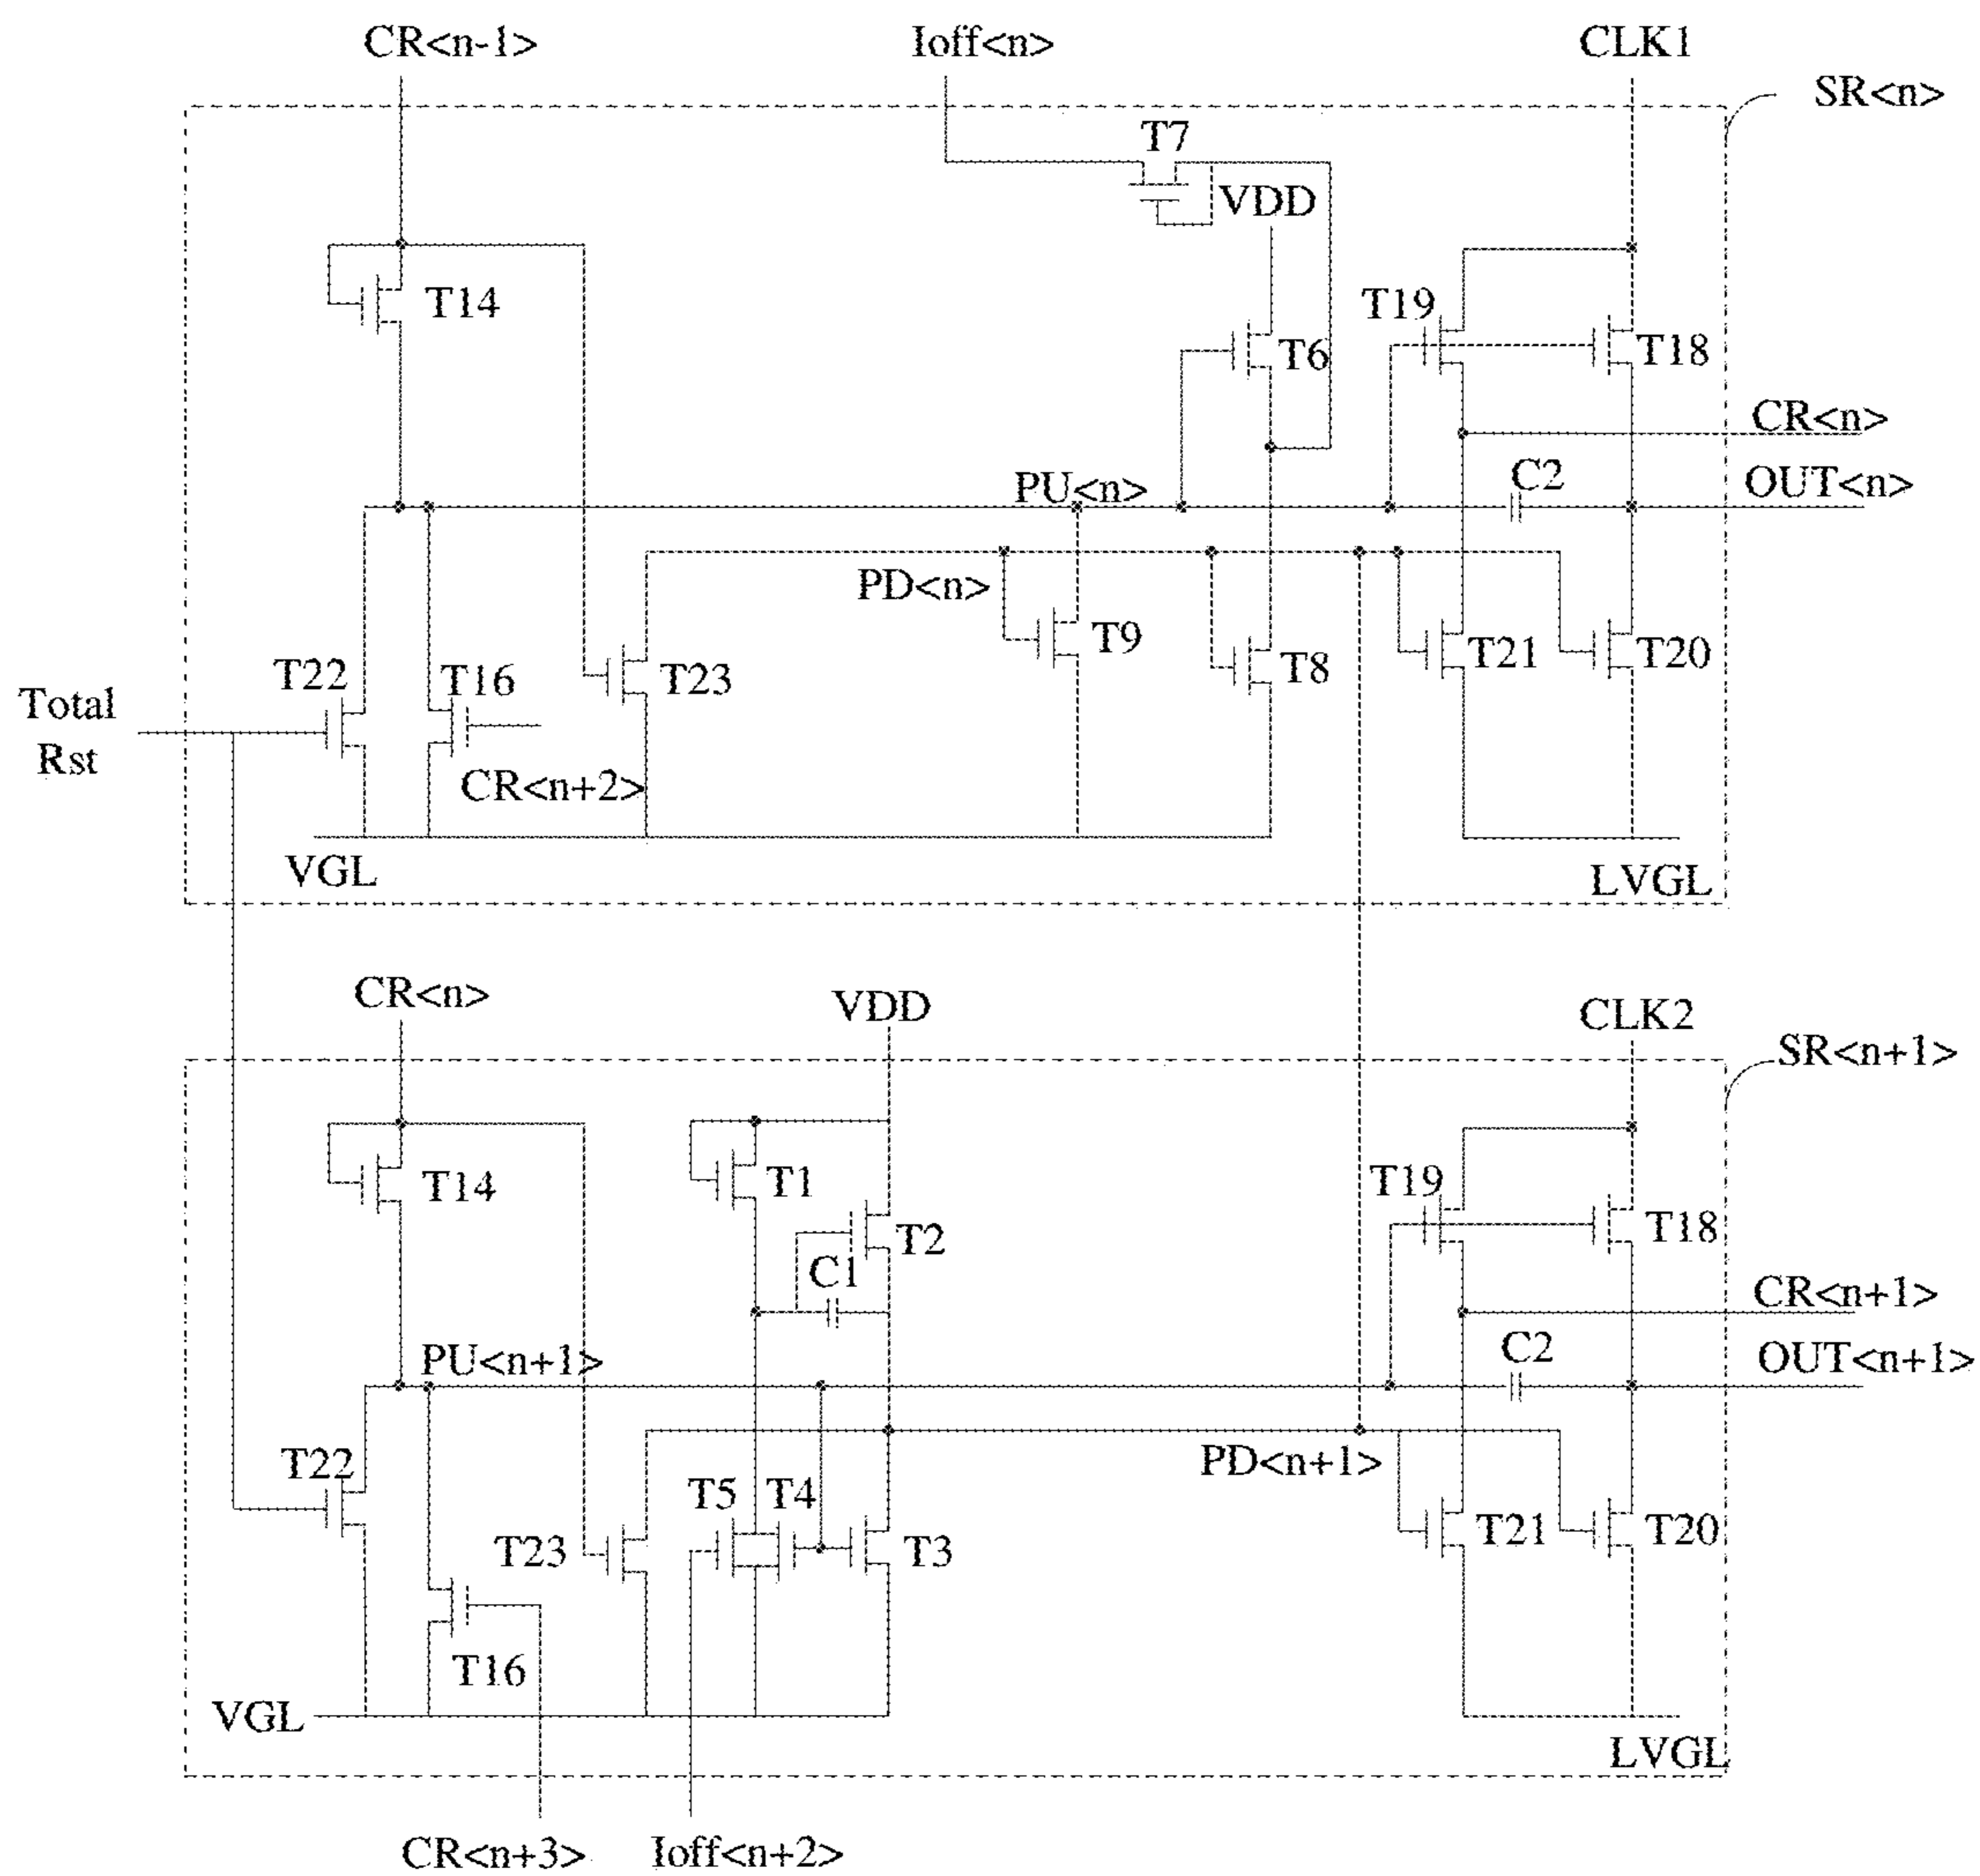 CR<n-1>
Ioff<n>
CLK1
SR<n>
T7
VDD
T14
T19
T6
T18
CR<n>
C2
PU<n>
OUT<n>
PD<n>
T9
T22
T16
T23
T8
T21
T20
Total
Rst
CR<n+2>
VGL
LVGL
CR<n>
VDD
CLK2
SR<n+1>
T14
T1
T19
T2
T18
C1
CR<n+1>
PU<n+1>
C2
OUT<n+1>
T22
PD<n+1>
T5
T4
T23
T3
T21
T20
T16
VGL
LVGL
CR<n+3>
Ioff<n+2>